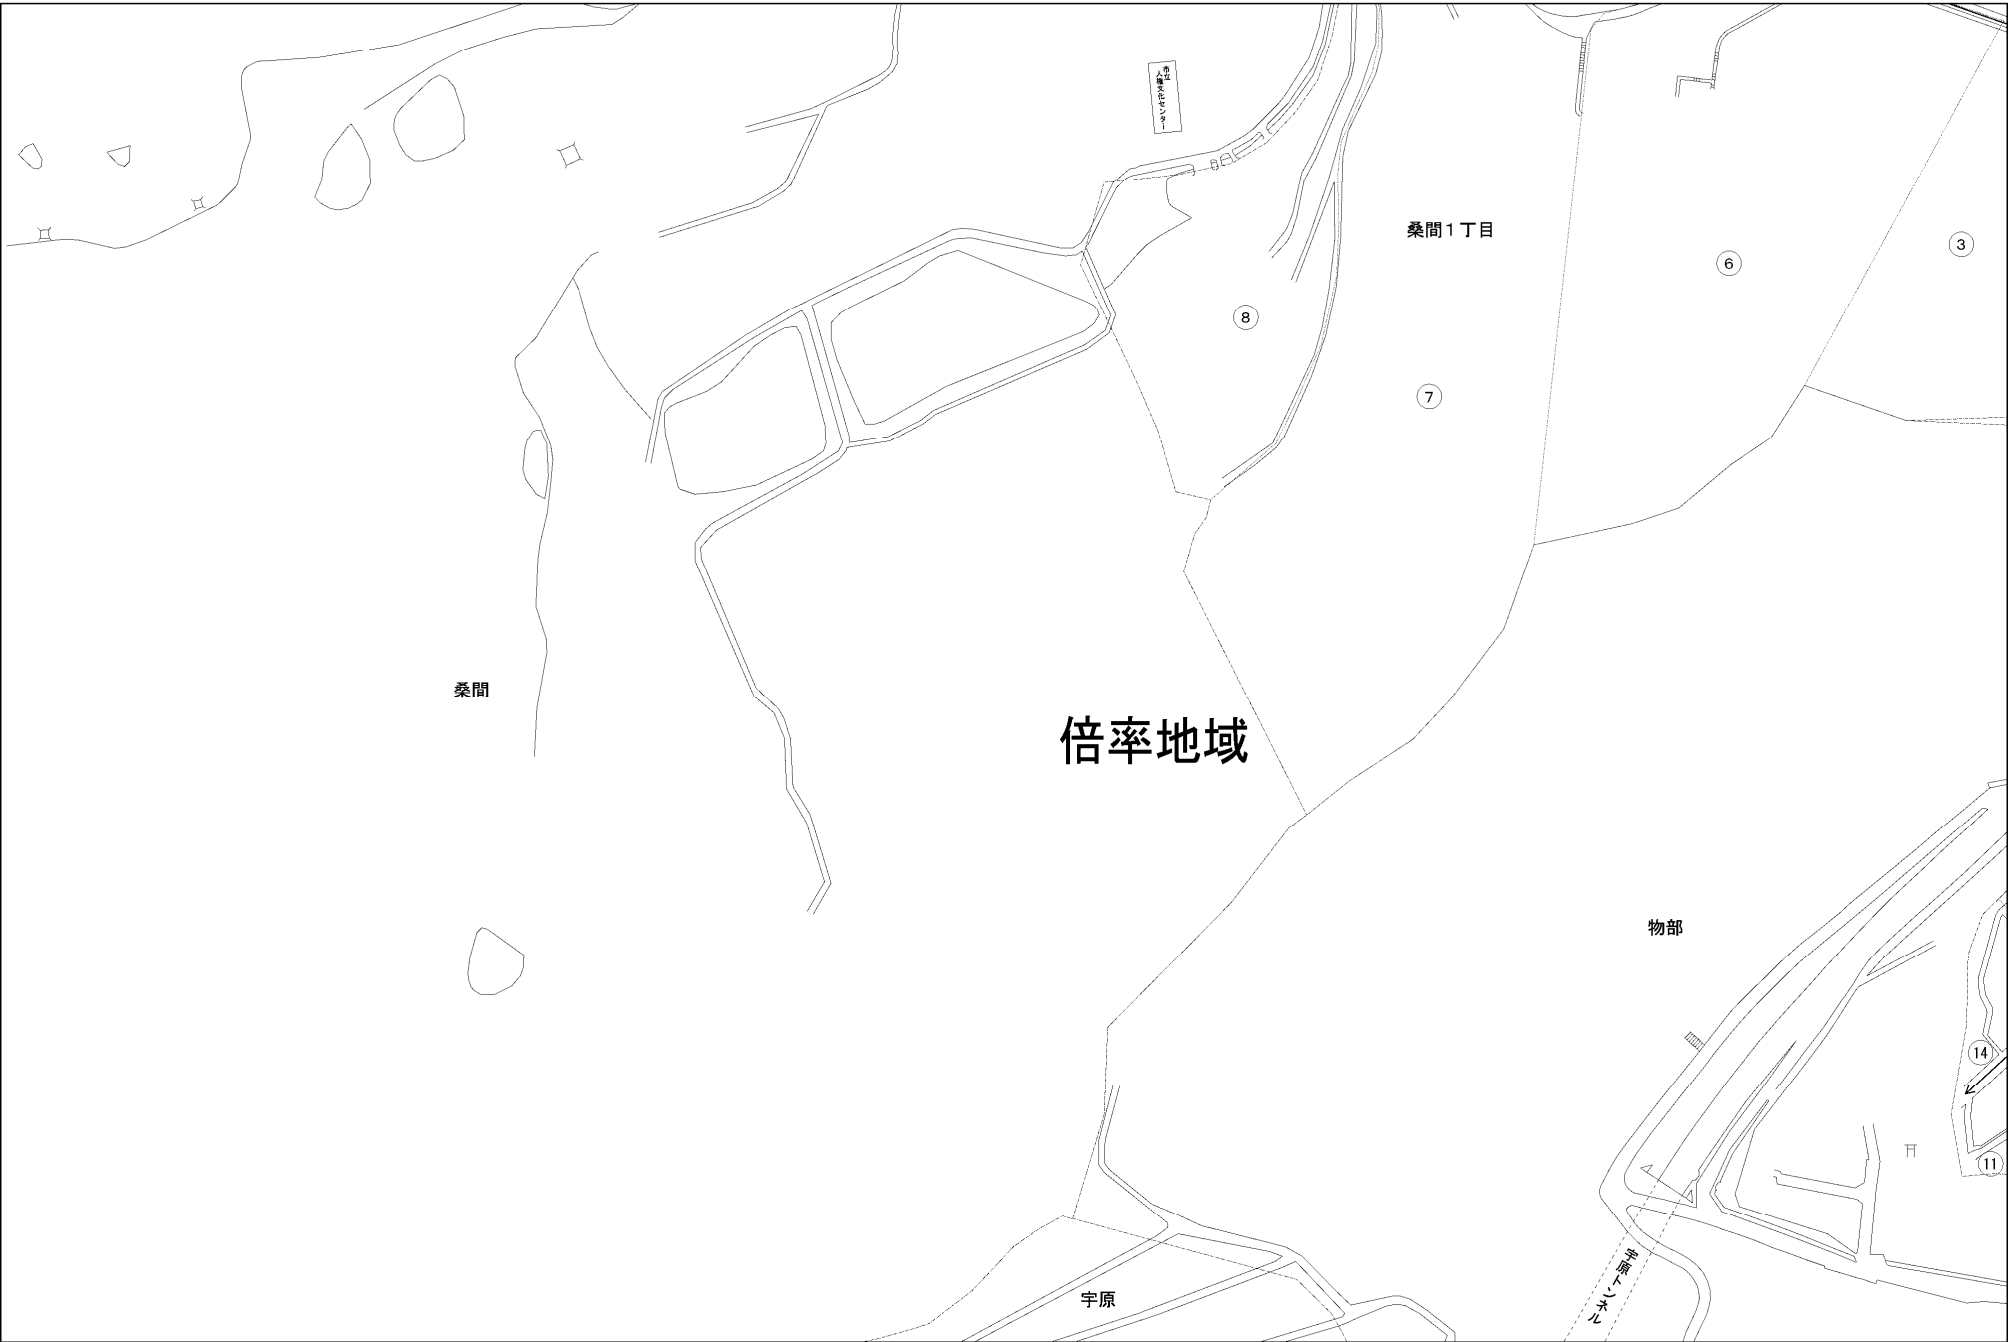 市立
人権文化センター
桑間1丁目
③
⑥
⑧
⑦
桑間
倍率地域
物部
⑭
⑪
宇原トンネル
宇原